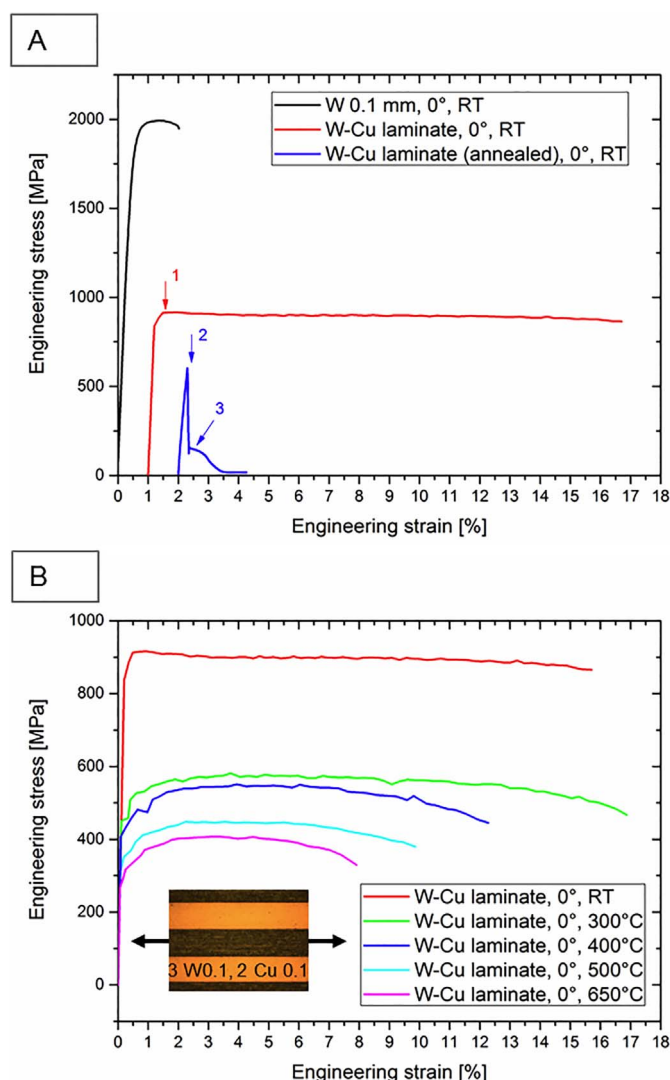 A
Engineering stress [MPa]
2000
1500
1000
500
0
W 0.1 mm, 0°, RT
W-Cu laminate, 0°, RT
W-Cu laminate (annealed), 0°, RT
1
2
3
0 1 2 3 4 5 6 7 8 9 10 11 12 13 14 15 16 17 18
Engineering strain [%]
B
Engineering stress [MPa]
1000
800
600
400
200
0
3 W0.1, 2 Cu 0.1
W-Cu laminate, 0°, RT
W-Cu laminate, 0°, 300°C
W-Cu laminate, 0°, 400°C
W-Cu laminate, 0°, 500°C
W-Cu laminate, 0°, 650°C
0 1 2 3 4 5 6 7 8 9 10 11 12 13 14 15 16 17 18
Engineering strain [%]